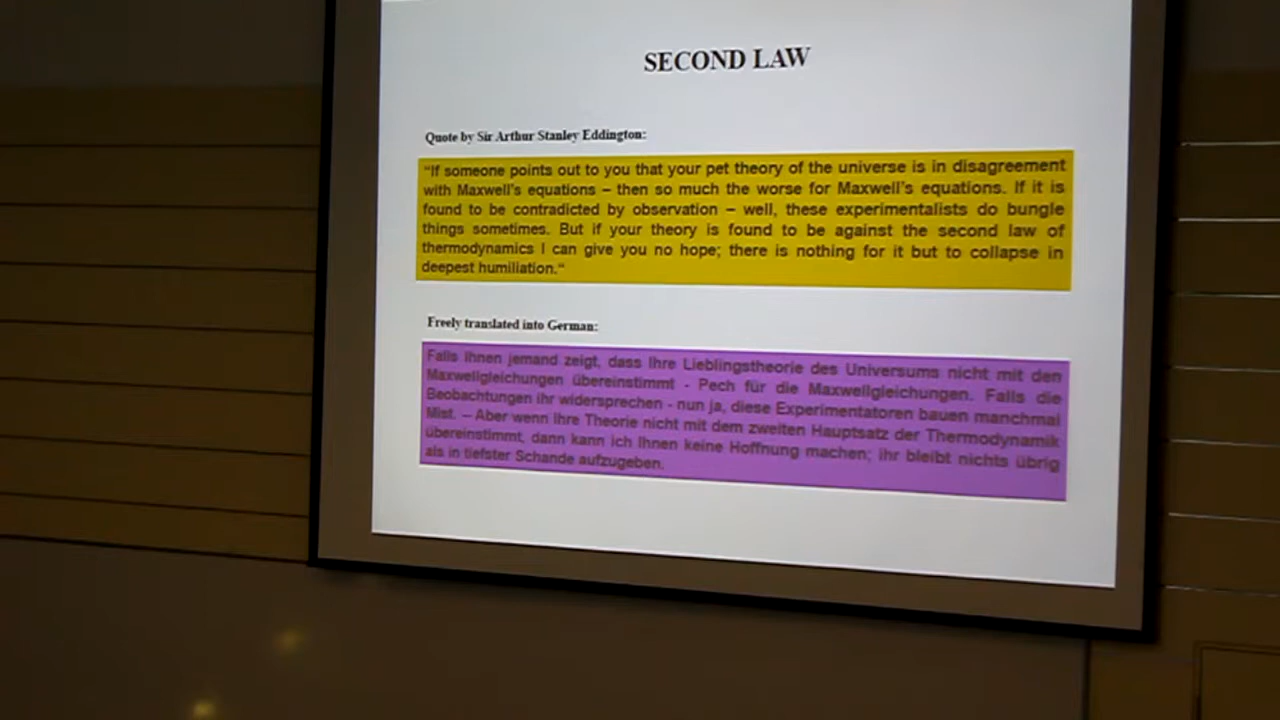 SECOND LAW
Quote by Sir Arthur Stanley Eddington:
"If someone points out to you that your pet theory of the universe is in disagreement
with Maxwell's equations – then so much the worse for Maxwell's equations. If it is
found to be contradicted by observation – well, these experimentalists do bungle
things sometimes. But if your theory is found to be against the second law of
thermodynamics I can give you no hope; there is nothing for it but to collapse in
deepest humiliation."
Freely translated into German:
Falls Ihnen jemand zeigt, dass Ihre Lieblingstheorie des Universums nicht mit den
Maxwellgleichungen übereinstimmt - Pech für die Maxwellgleichungen. Falls die
Beobachtungen ihr widersprechen - nun ja, diese Experimentatoren bauen manchmal
Mist. – Aber wenn Ihre Theorie nicht mit dem zweiten Hauptsatz der Thermodynamik
übereinstimmt, dann kann ich Ihnen keine Hoffnung machen; ihr bleibt nichts übrig
als in tiefster Schande aufzugeben.